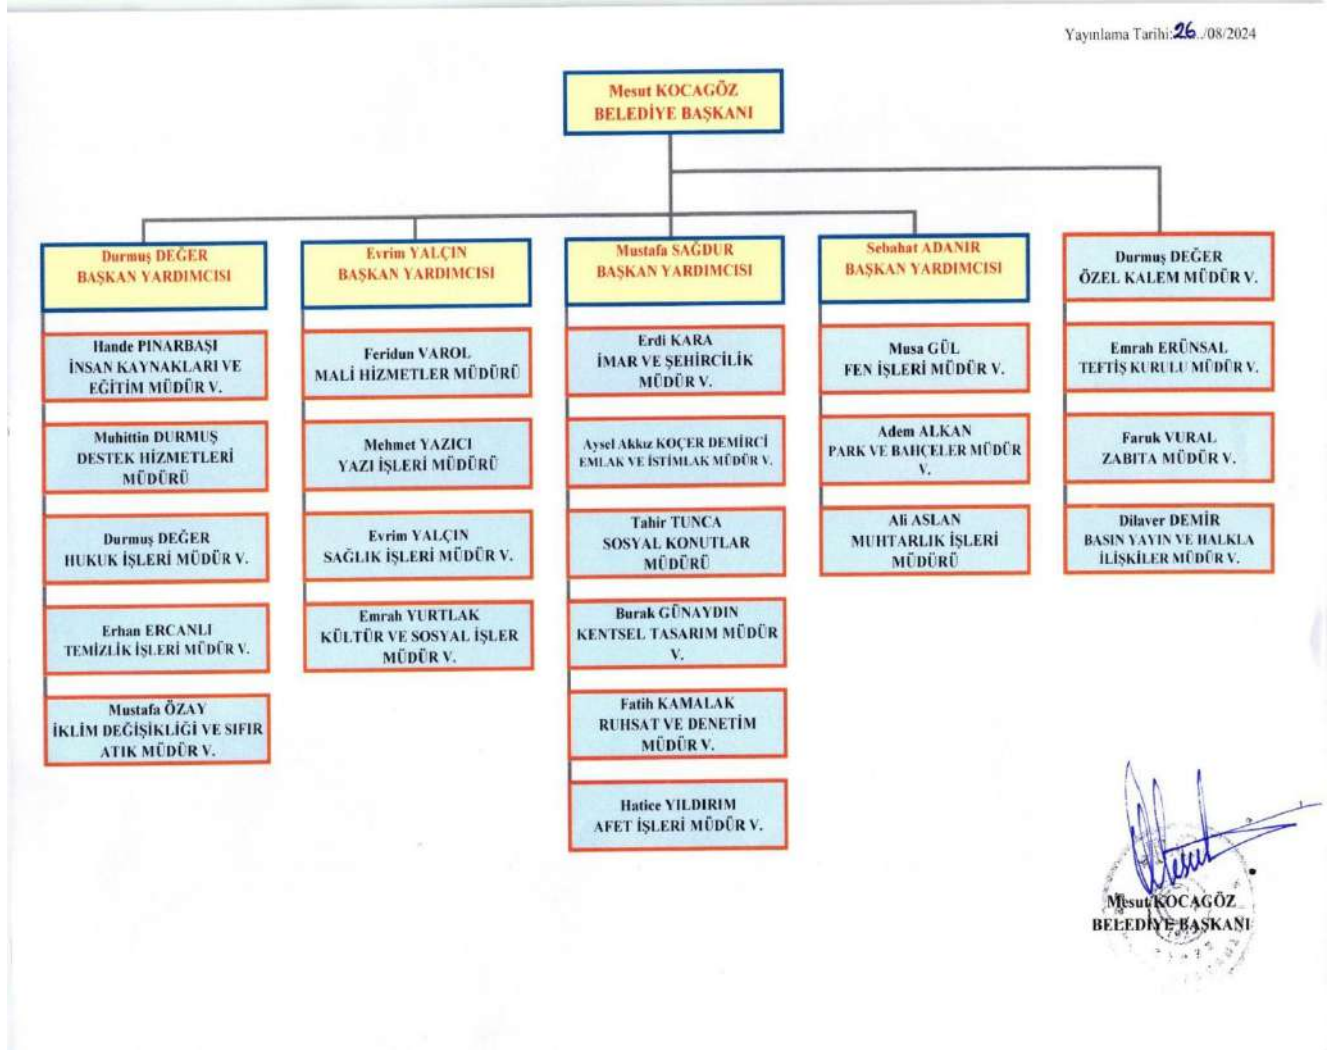 Yayınlama Tarihi:26../08/2024
Mesut KOCAGÖZ
BELEDİYE BAŞKANI
Durmuş DEĞER
BAŞKAN YARDIMCISI
Hande PINARBAŞI
İNSAN KAYNAKLARI VE
EĞİTİM MÜDÜR V.
Muhittin DURMUŞ
DESTEK HİZMETLERİ
MÜDÜRÜ
Durmuş DEĞER
HUKUK İŞLERİ MÜDÜR V.
Erhan ERCANLI
TEMİZLİK İŞLERİ MÜDÜR V.
Mustafa ÖZAY
İKLİM DEĞİŞİKLİĞİ VE SIFIR
ATIK MÜDÜR V.
Evrim YALÇIN
BAŞKAN YARDIMCISI
Feridun VAROL
MALİ HİZMETLER MÜDÜRÜ
Mehmet YAZICI
YAZI İŞLERİ MÜDÜRÜ
Evrim YALÇIN
SAĞLIK İŞLERİ MÜDÜR V.
Emrah YURTLAK
KÜLTÜR VE SOSYAL İŞLER
MÜDÜR V.
Mustafa SAĞDUR
BAŞKAN YARDIMCISI
Erdi KARA
İMAR VE ŞEHİRCİLİK
MÜDÜR V.
Aysel Akkız KOÇER DEMİRCİ
EMLAK VE İSTİMLAK MÜDÜR V.
Tahir TUNCA
SOSYAL KONUTLAR
MÜDÜRÜ
Burak GÜNAYDIN
KENTSEL TASARIM MÜDÜR
V.
Fatih KAMALAK
RUHSAT VE DENETİM
MÜDÜR V.
Hatice YILDIRIM
AFET İŞLERİ MÜDÜR V.
Sebahat ADANIR
BAŞKAN YARDIMCISI
Musa GÜL
FEN İŞLERİ MÜDÜR V.
Adem ALKAN
PARK VE BAHÇELER MÜDÜR
V.
Ali ASLAN
MUHTARLIK İŞLERİ
MÜDÜRÜ
Durmuş DEĞER
ÖZEL KALEM MÜDÜR V.
Emrah ERÜNSAL
TEFTİŞ KURULU MÜDÜR V.
Faruk VURAL
ZABITA MÜDÜR V.
Dilaver DEMİR
BASIN YAYIN VE HALKLA
İLİŞKİLER MÜDÜR V.
Mesut KOCAGÖZ
BELEDİYE BAŞKANI